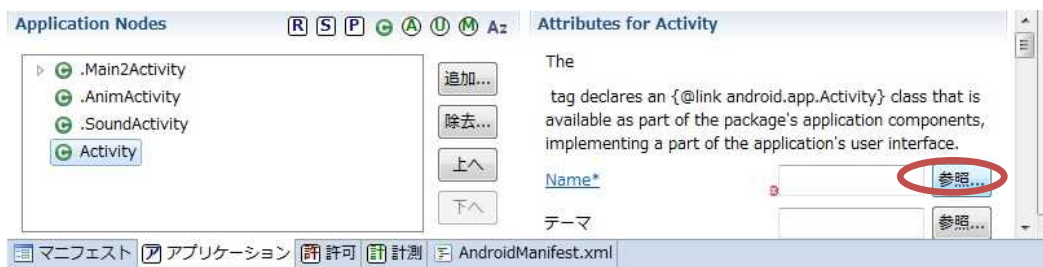 Application Nodes
R S P C A U M Az
.Main2Activity
.AnimActivity
.SoundActivity
Activity
追加...
除去...
上へ
下へ
Attributes for Activity
The
tag declares an {@link android.app.Activity} class that is
available as part of the package's application components,
implementing a part of the application's user interface.
Name*
参照...
テーマ
参照...
マニフェスト ア アプリケーション 許 許可 計 計測 AndroidManifest.xml